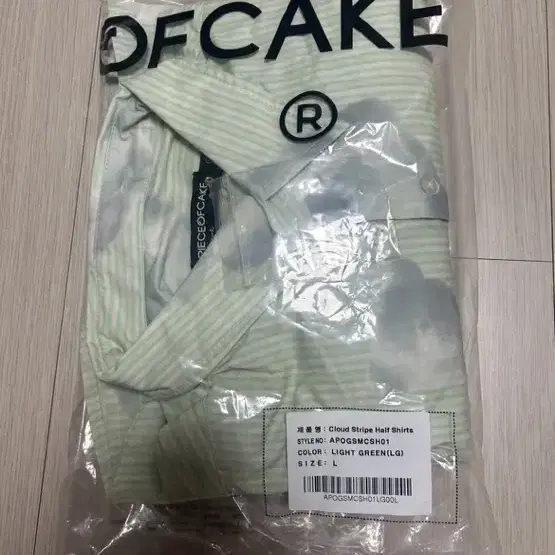 OFCAKE
®
PIECEOFCAKE
제 품 명 : Cloud Stripe Half Shirts
STYLE NO : APOGSMCSH01
COLOR : LIGHT GREEN(LG)
SIZE : L
APOGSMCSH01LG00L